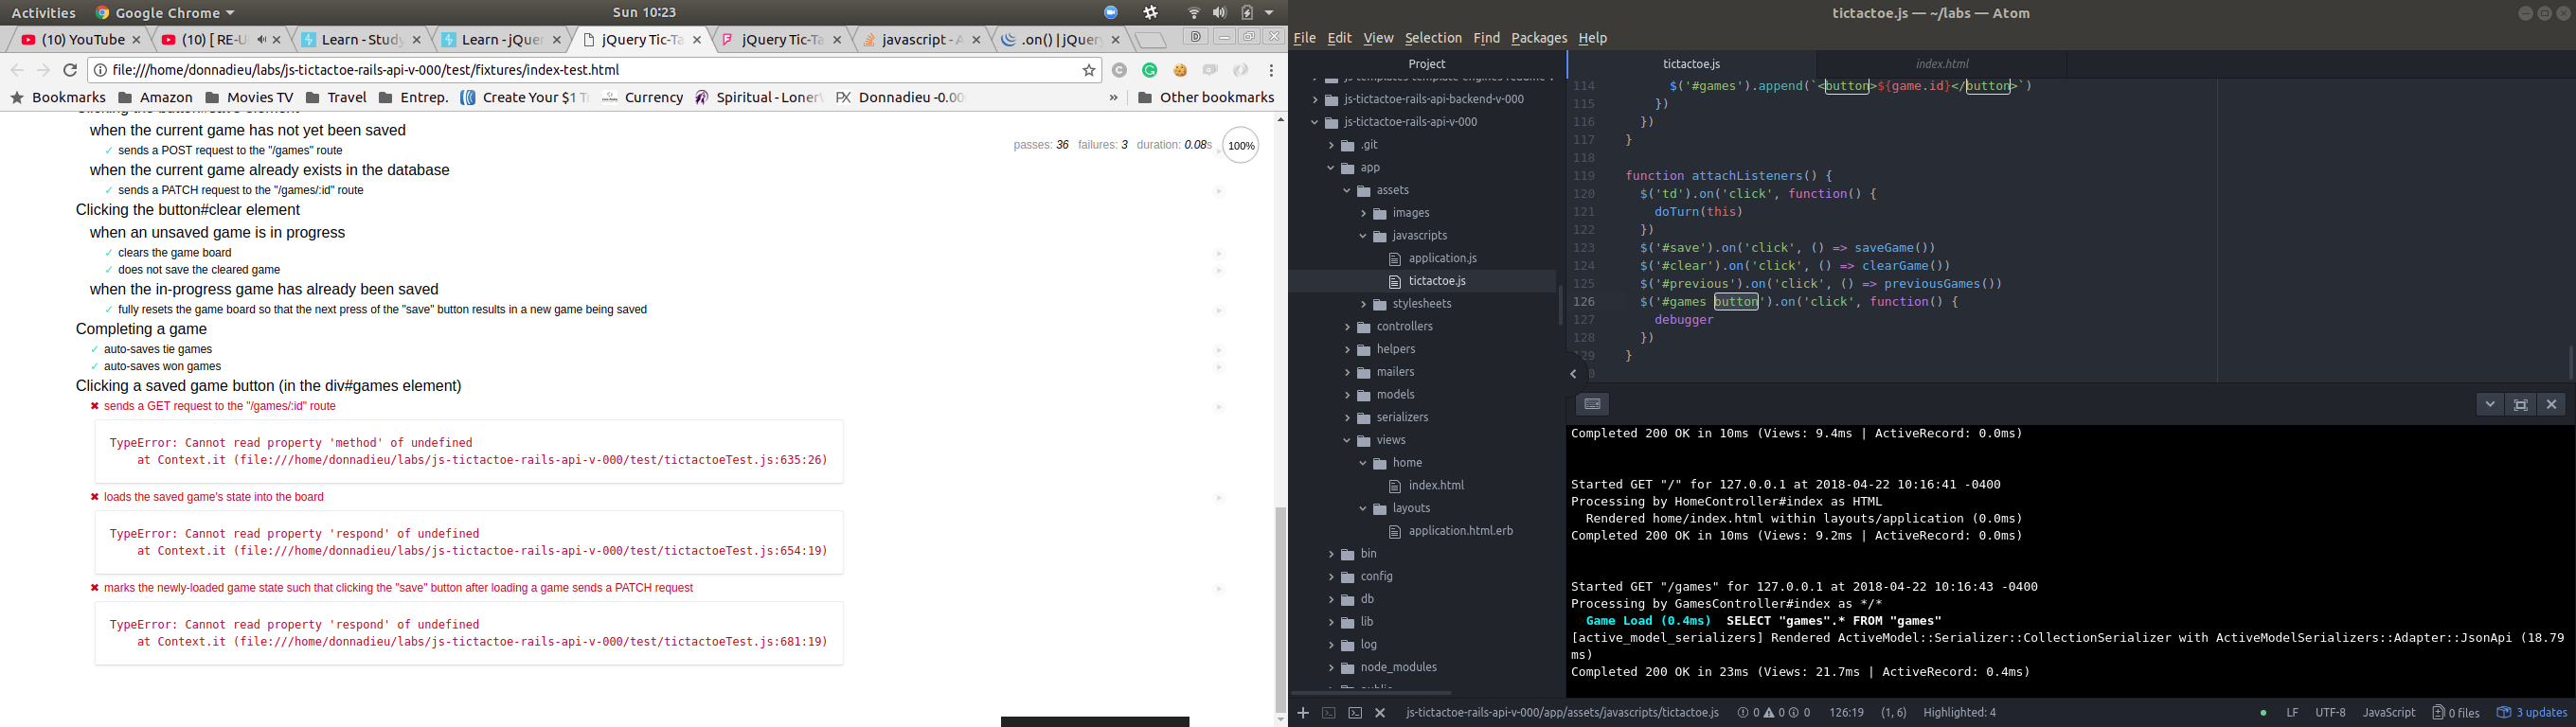 Activities Google Chrome Sun 10:23
(10) YouTube (10) [ RE-U Learn - Study Learn - jQuer jQuery Tic-Ta jQuery Tic-Ta javascript - A .on() | jQuery D
file:///home/donnadieu/labs/js-tictactoe-rails-api-v-000/test/fixtures/index-test.html
Bookmarks Amazon Movies TV Travel Entrep. Create Your $1 T Currency Spiritual - Loner PX Donnadieu -0.00 » Other bookmarks
Clicking the button#save element
when the current game has not yet been saved
passes: 36 failures: 3 duration: 0.08s 100%
✓ sends a POST request to the "/games" route
when the current game already exists in the database
✓ sends a PATCH request to the "/games/:id" route
Clicking the button#clear element
when an unsaved game is in progress
✓ clears the game board
✓ does not save the cleared game
when the in-progress game has already been saved
✓ fully resets the game board so that the next press of the "save" button results in a new game being saved
Completing a game
✓ auto-saves tie games
✓ auto-saves won games
Clicking a saved game button (in the div#games element)
✖ sends a GET request to the "/games/:id" route
TypeError: Cannot read property 'method' of undefined
at Context.it (file:///home/donnadieu/labs/js-tictactoe-rails-api-v-000/test/tictactoeTest.js:635:26)
✖ loads the saved game's state into the board
TypeError: Cannot read property 'respond' of undefined
at Context.it (file:///home/donnadieu/labs/js-tictactoe-rails-api-v-000/test/tictactoeTest.js:654:19)
✖ marks the newly-loaded game state such that clicking the "save" button after loading a game sends a PATCH request
TypeError: Cannot read property 'respond' of undefined
at Context.it (file:///home/donnadieu/labs/js-tictactoe-rails-api-v-000/test/tictactoeTest.js:681:19)
tictactoe.js — ~/labs — Atom
File Edit View Selection Find Packages Help
Project
js-templates-template-engines-readme-v
js-tictactoe-rails-api-backend-v-000
js-tictactoe-rails-api-v-000
.git
app
assets
images
javascripts
application.js
tictactoe.js
stylesheets
controllers
helpers
mailers
models
serializers
views
home
index.html
layouts
application.html.erb
bin
config
db
lib
log
node_modules
public
tictactoe.js index.html
114 $('#games').append(`<button>${game.id}</button>`)
115 })
116 })
117 }
118
119 function attachListeners() {
120 $('td').on('click', function() {
121 doTurn(this)
122 })
123 $('#save').on('click', () => saveGame())
124 $('#clear').on('click', () => clearGame())
125 $('#previous').on('click', () => previousGames())
126 $('#games button').on('click', function() {
127 debugger
128 })
129 }
Completed 200 OK in 10ms (Views: 9.4ms | ActiveRecord: 0.0ms)
Started GET "/" for 127.0.0.1 at 2018-04-22 10:16:41 -0400
Processing by HomeController#index as HTML
Rendered home/index.html within layouts/application (0.0ms)
Completed 200 OK in 10ms (Views: 9.2ms | ActiveRecord: 0.0ms)
Started GET "/games" for 127.0.0.1 at 2018-04-22 10:16:43 -0400
Processing by GamesController#index as */*
Game Load (0.4ms) SELECT "games".* FROM "games"
[active_model_serializers] Rendered ActiveModel::Serializer::CollectionSerializer with ActiveModelSerializers::Adapter::JsonApi (18.79
ms)
Completed 200 OK in 23ms (Views: 21.7ms | ActiveRecord: 0.4ms)
js-tictactoe-rails-api-v-000/app/assets/javascripts/tictactoe.js 0 0 0 126:19 (1, 6) Highlighted: 4 LF UTF-8 JavaScript 0 files 3 updates